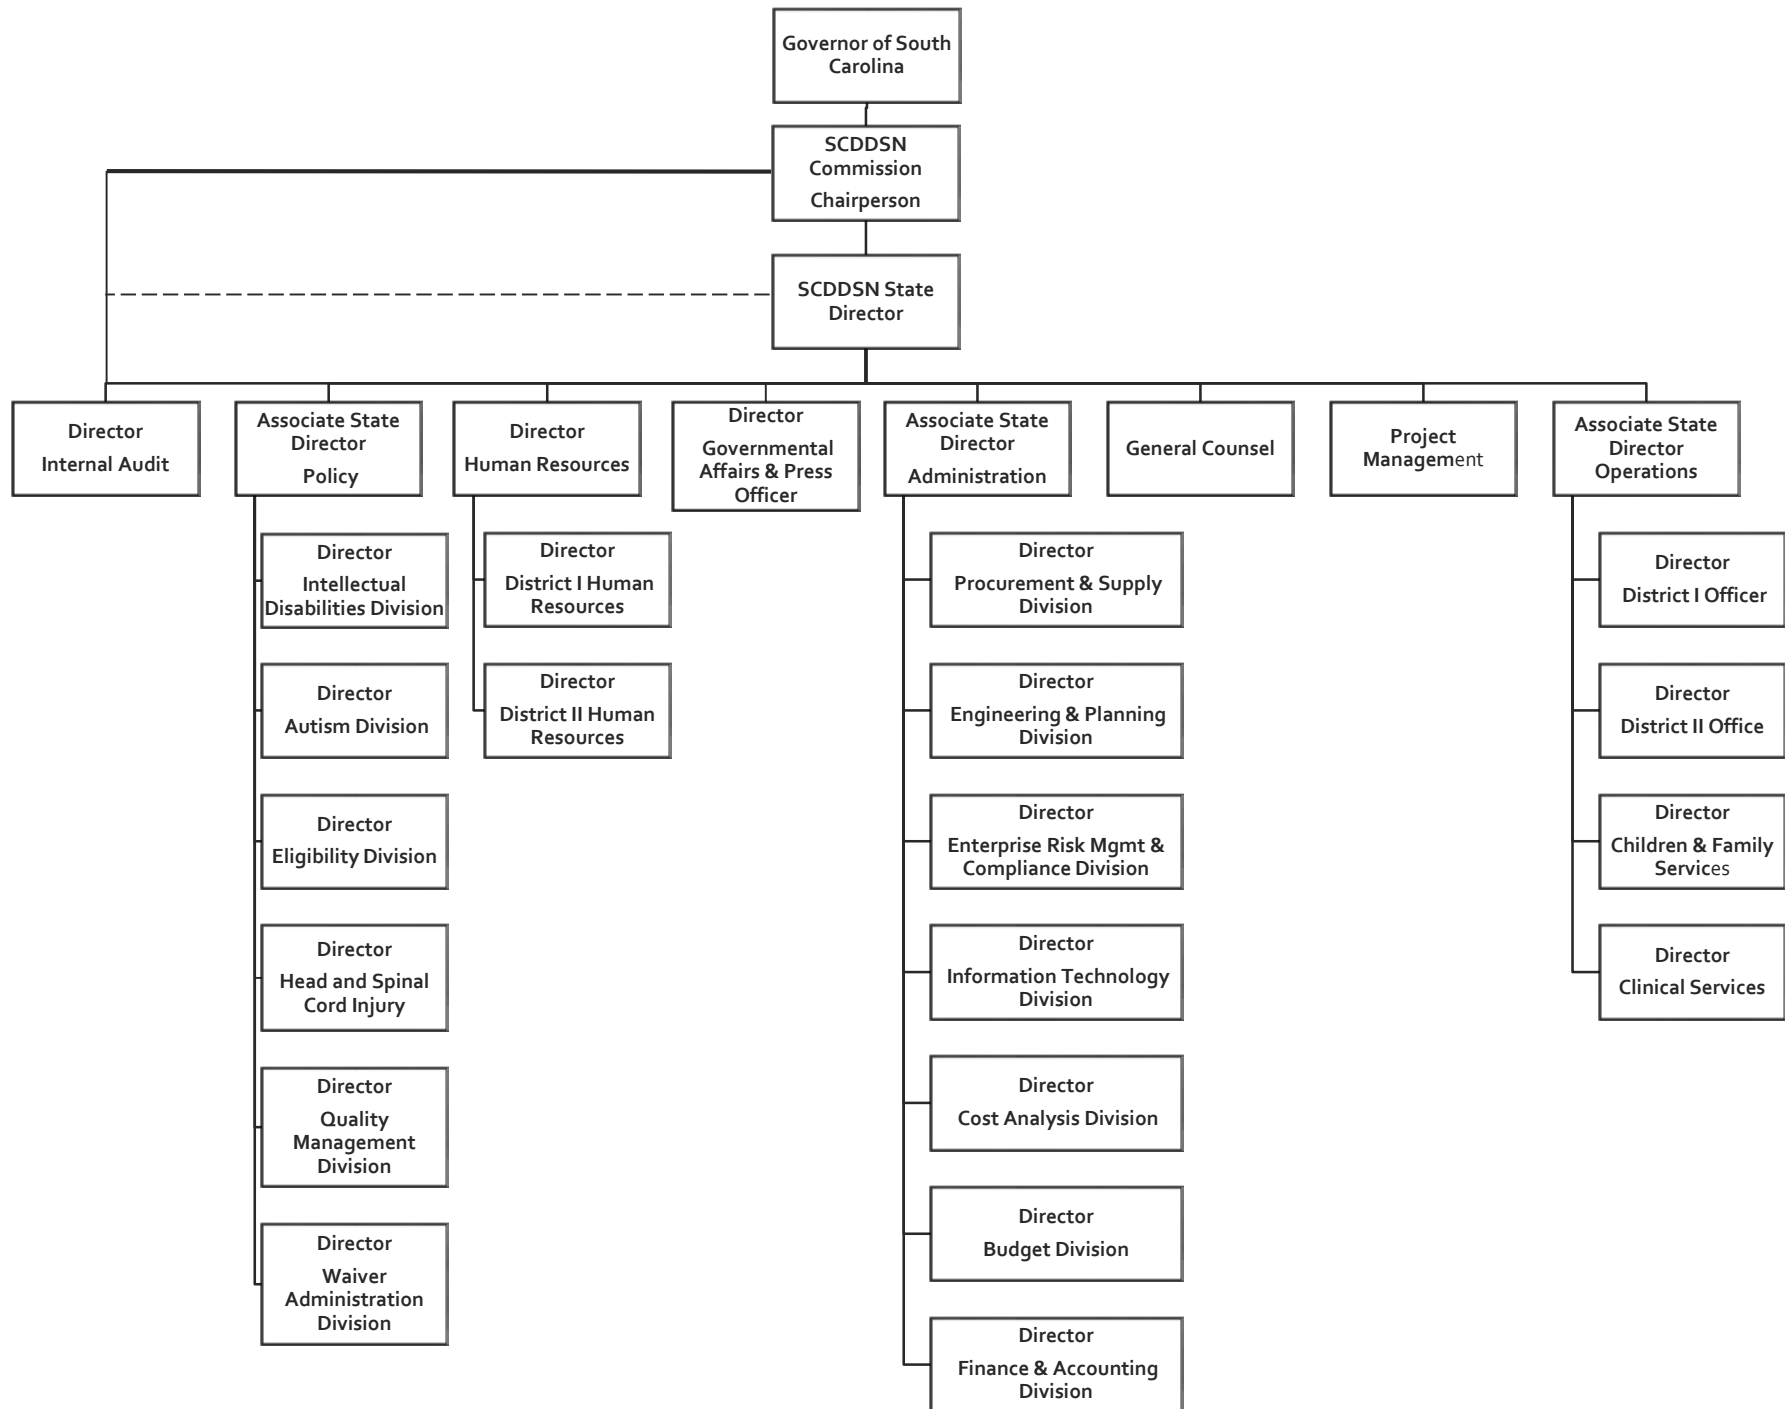 Governor of South
Carolina
SCDDSN
Commission
Chairperson
SCDDSN State
Director
Director
Internal Audit
Associate State
Director
Policy
Director
Human Resources
Director
Governmental
Affairs & Press
Officer
Associate State
Director
Administration
General Counsel
Project
Management
Associate State
Director
Operations
Director
Intellectual
Disabilities Division
Director
Autism Division
Director
Eligibility Division
Director
Head and Spinal
Cord Injury
Director
Quality
Management
Division
Director
Waiver
Administration
Division
Director
District I Human
Resources
Director
District II Human
Resources
Director
Procurement & Supply
Division
Director
Engineering & Planning
Division
Director
Enterprise Risk Mgmt &
Compliance Division
Director
Information Technology
Division
Director
Cost Analysis Division
Director
Budget Division
Director
Finance & Accounting
Division
Director
District I Officer
Director
District II Office
Director
Children & Family
Services
Director
Clinical Services